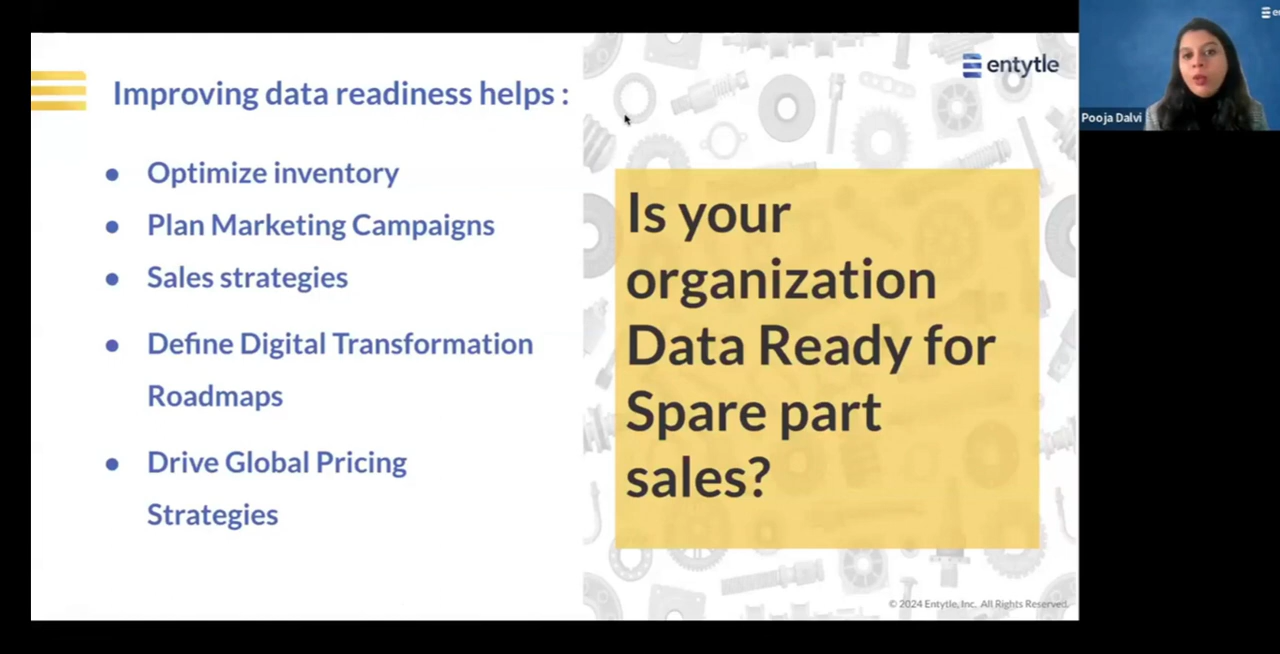 Improving data readiness helps :
● Optimize inventory
● Plan Marketing Campaigns
● Sales strategies
● Define Digital Transformation
Roadmaps
● Drive Global Pricing
Strategies
entytle
Is your
organization
Data Ready for
Spare part
sales?
© 2024 Entytle, Inc. All Rights Reserved.
Pooja Dalvi